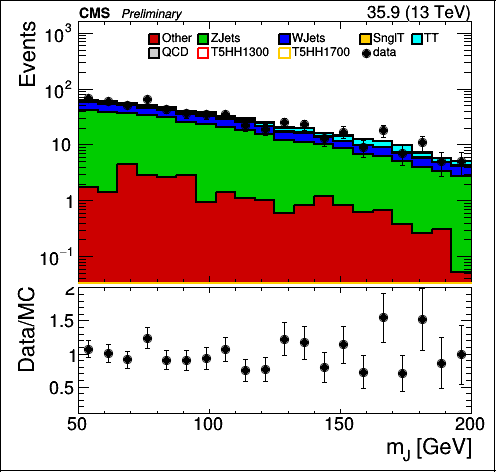 CMS Preliminary 35.9 (13 TeV)
Other ZJets WJets SnglT TT
QCD T5HH1300 T5HH1700 data
Events
10³
10²
10
1
10⁻¹
Data/MC
2
1.5
1
0.5
50 100 150 200
m_J [GeV]